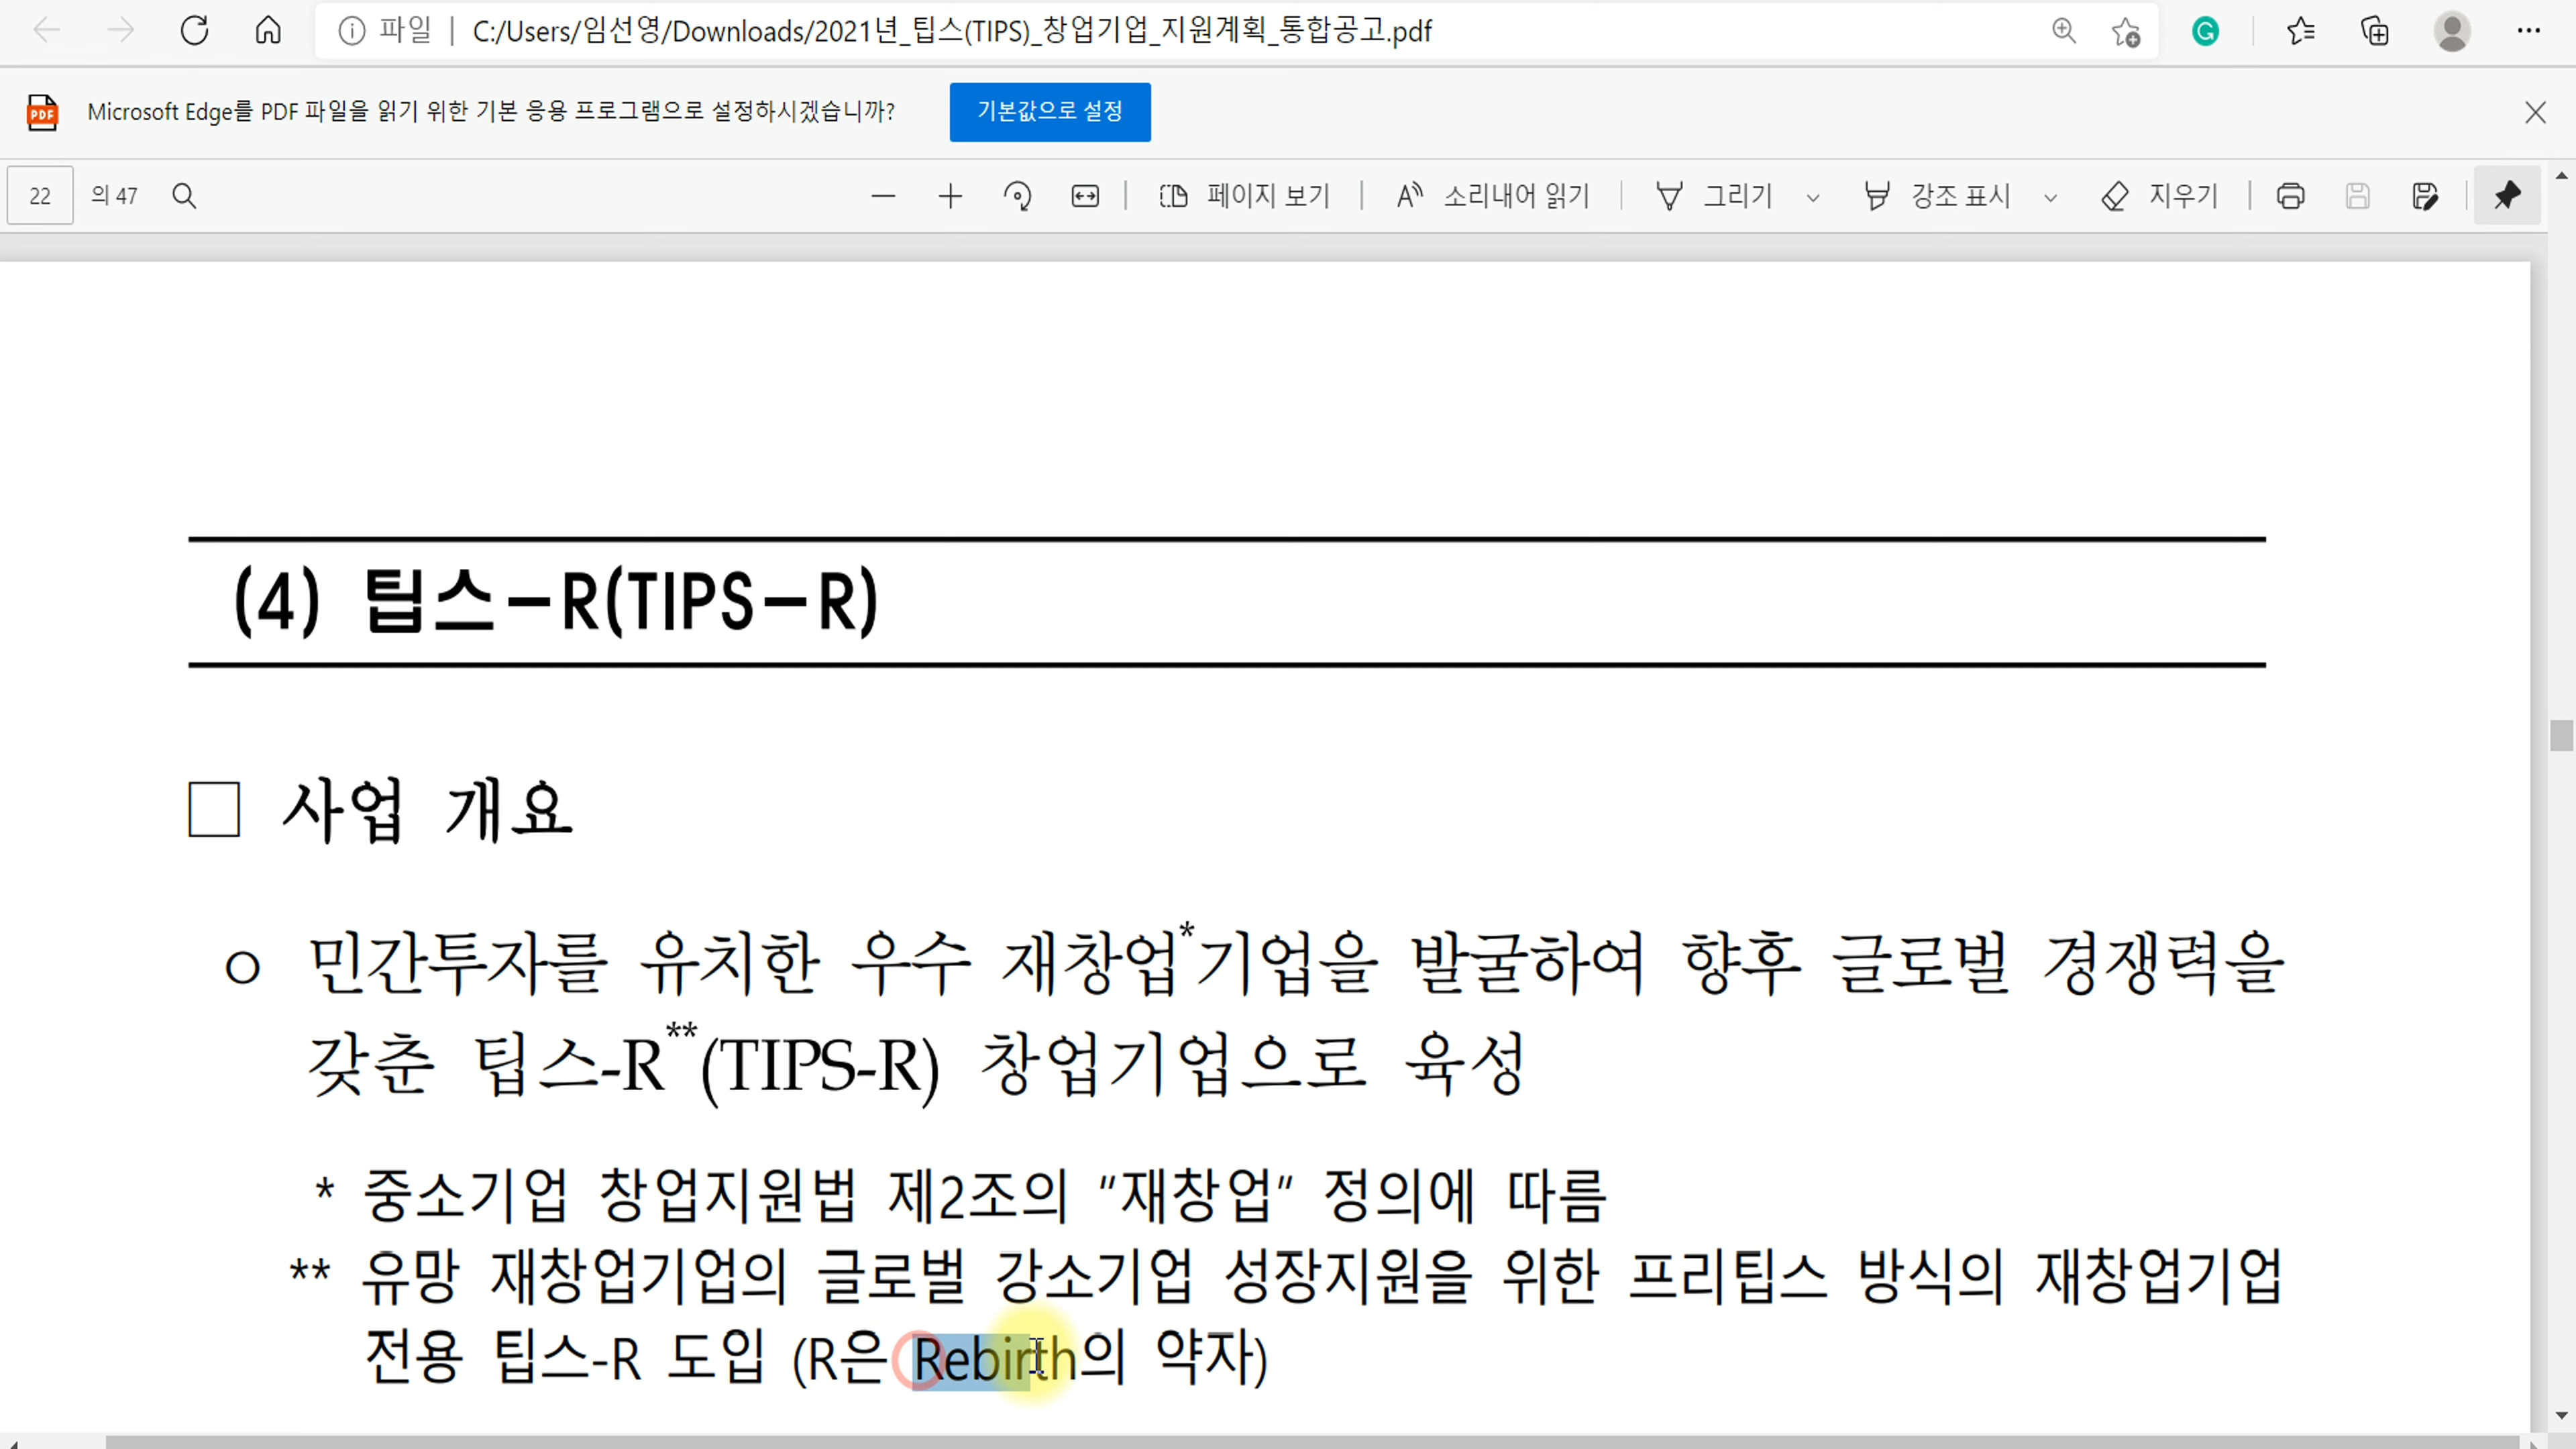 파일 | C:/Users/임선영/Downloads/2021년_팁스(TIPS)_창업기업_지원계획_통합공고.pdf
Microsoft Edge를 PDF 파일을 읽기 위한 기본 응용 프로그램으로 설정하시겠습니까? 기본값으로 설정
22 의 47 페이지 보기 소리내어 읽기 그리기 강조 표시 지우기
(4) 팁스-R(TIPS-R)
□ 사업 개요
ㅇ 민간투자를 유치한 우수 재창업*기업을 발굴하여 향후 글로벌 경쟁력을
갖춘 팁스-R**(TIPS-R) 창업기업으로 육성
* 중소기업 창업지원법 제2조의 "재창업" 정의에 따름
** 유망 재창업기업의 글로벌 강소기업 성장지원을 위한 프리팁스 방식의 재창업기업
전용 팁스-R 도입 (R은 Rebirth의 약자)